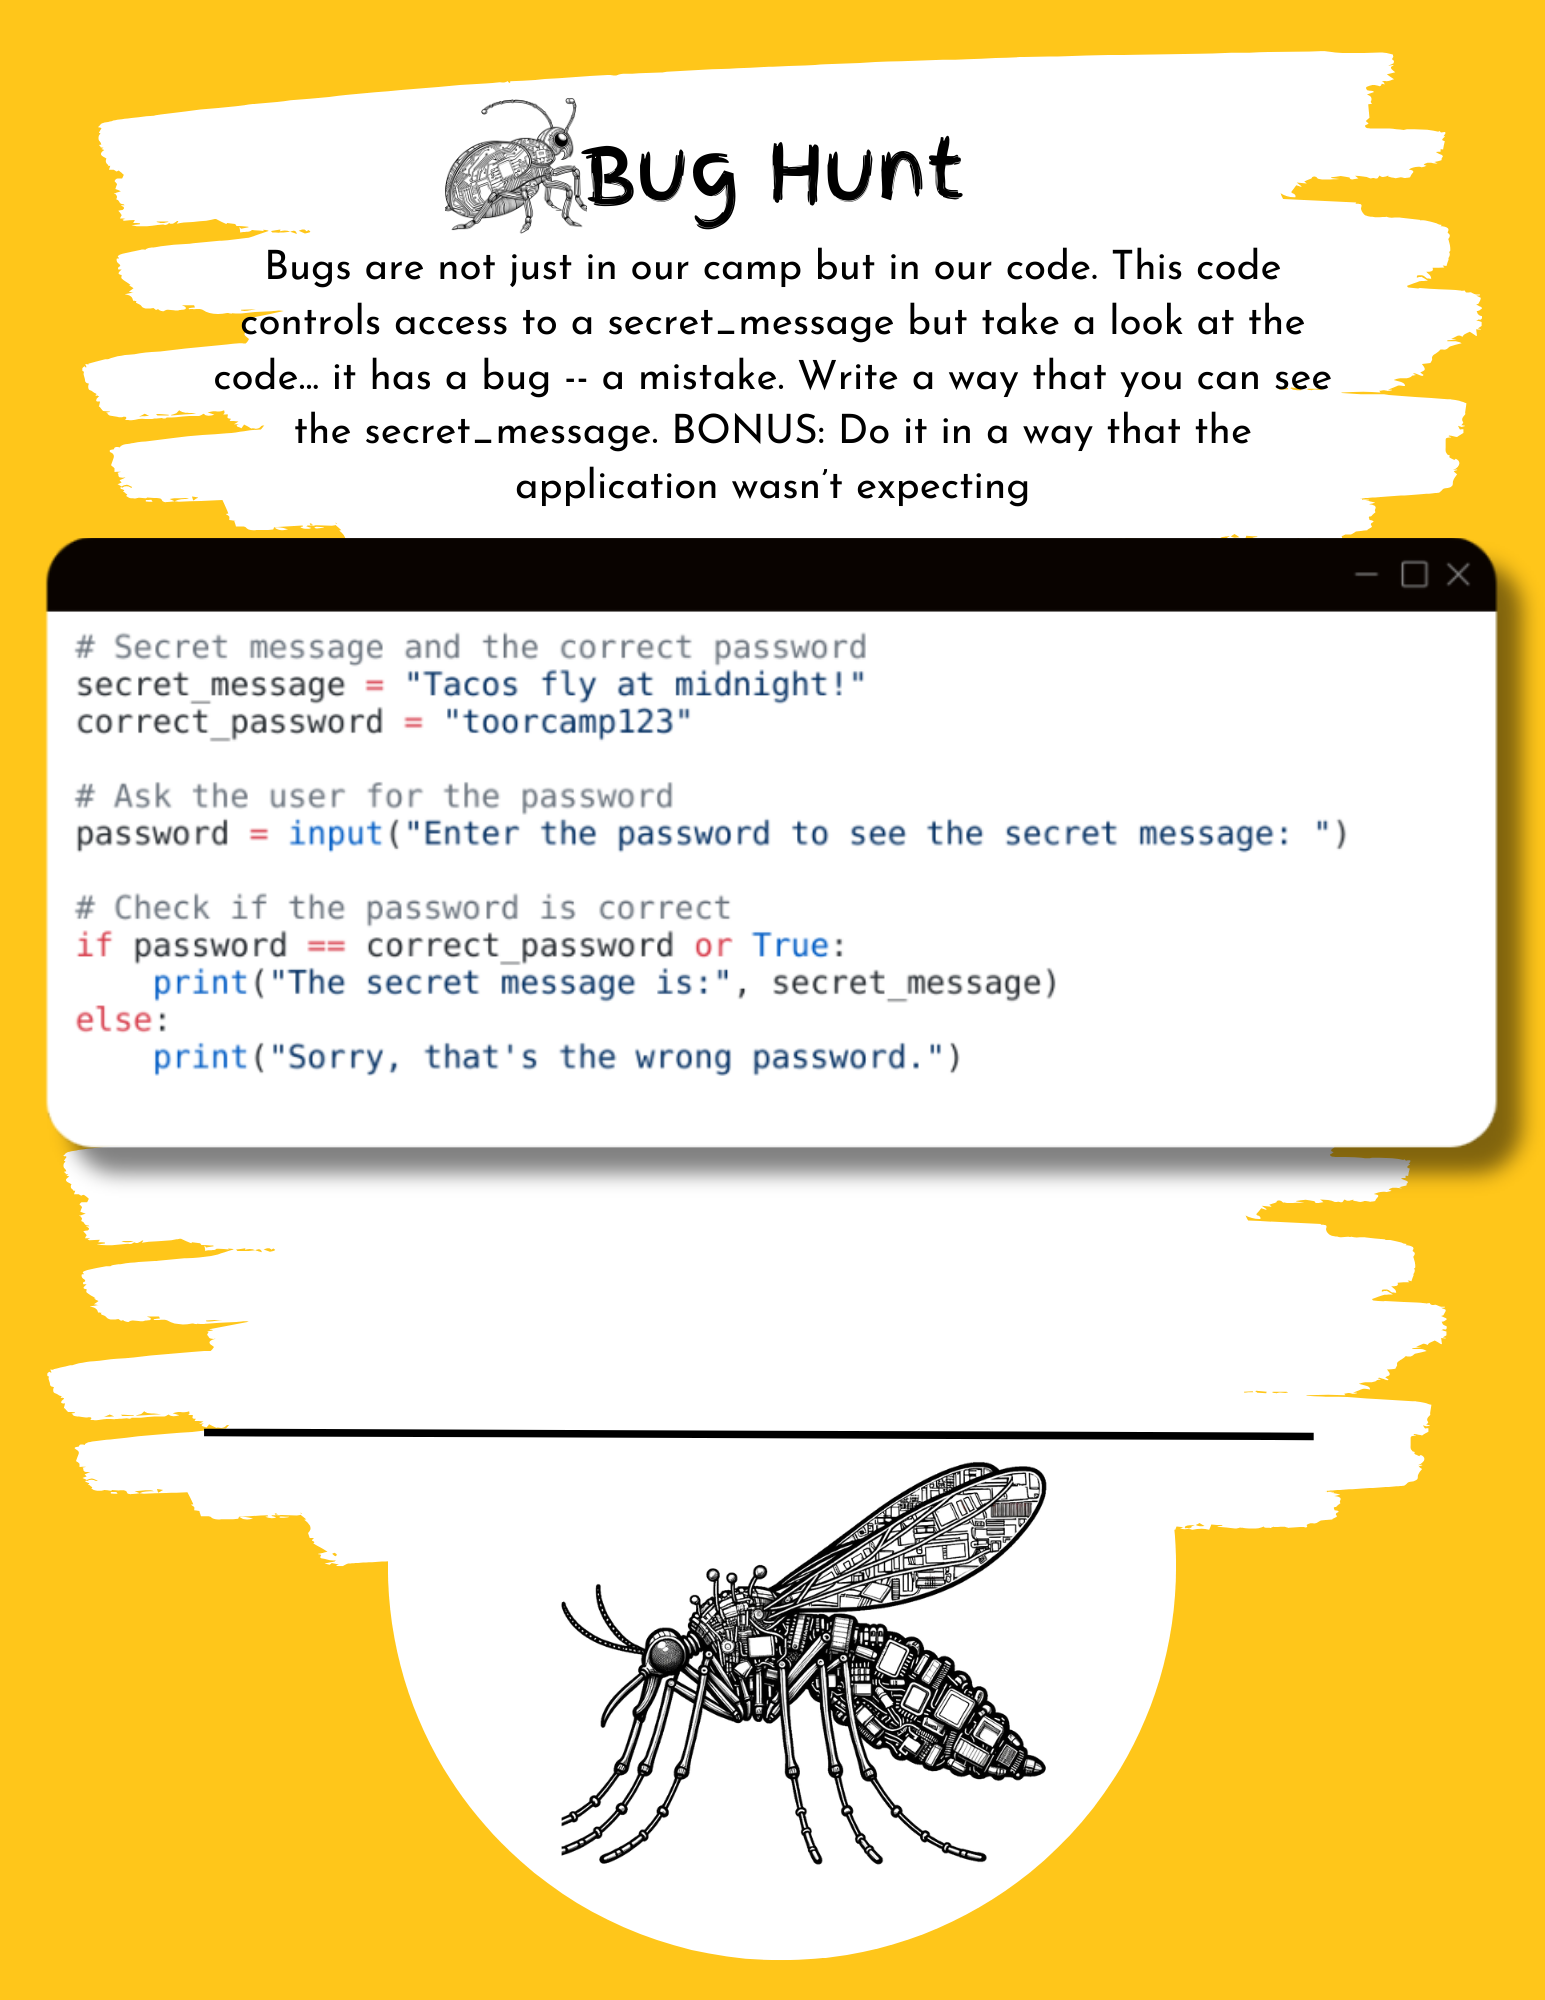 Bug Hunt
Bugs are not just in our camp but in our code. This code
controls access to a secret_message but take a look at the
code... it has a bug -- a mistake. Write a way that you can see
the secret_message. BONUS: Do it in a way that the
application wasn't expecting
# Secret message and the correct password
secret_message = "Tacos fly at midnight!"
correct_password = "toorcamp123"
# Ask the user for the password
password = input("Enter the password to see the secret message: ")
# Check if the password is correct
if password == correct_password or True:
    print("The secret message is:", secret_message)
else:
    print("Sorry, that's the wrong password.")